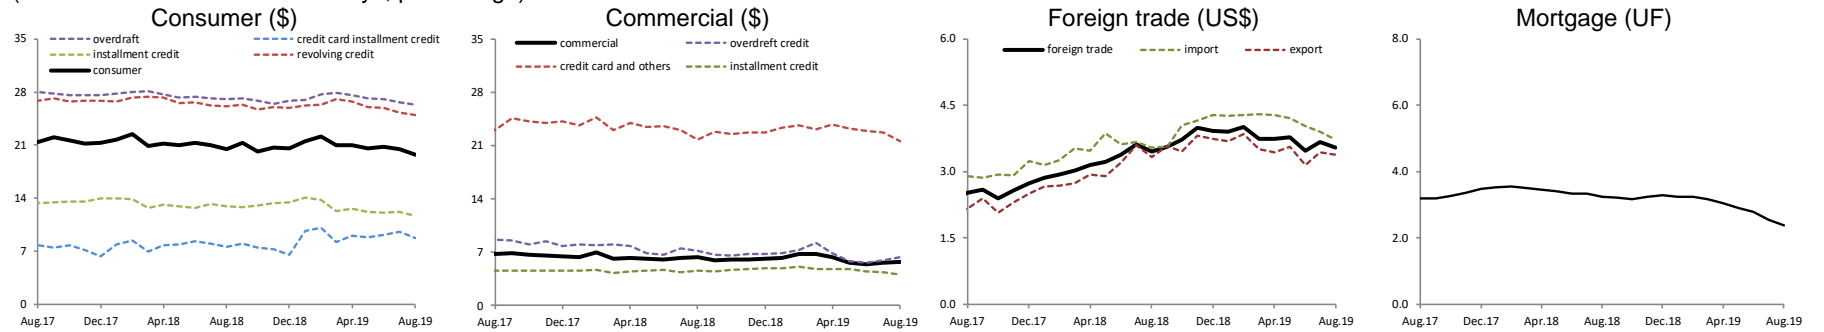 Consumer ($)
overdraft
credit card installment credit
installment credit
revolving credit
consumer
35
28
21
14
7
0
Aug.17 Dec.17 Apr.18 Aug.18 Dec.18 Apr.19 Aug.19
Commercial ($)
commercial
overdreft credit
credit card and others
installment credit
35
28
21
14
7
0
Aug.17 Dec.17 Apr.18 Aug.18 Dec.18 Apr.19 Aug.19
Foreign trade (US$)
foreign trade
import
export
6.0
4.5
3.0
1.5
0.0
Aug.17 Dec.17 Apr.18 Aug.18 Dec.18 Apr.19 Aug.19
Mortgage (UF)
8.0
6.0
4.0
2.0
0.0
Aug.17 Dec.17 Apr.18 Aug.18 Dec.18 Apr.19 Aug.19